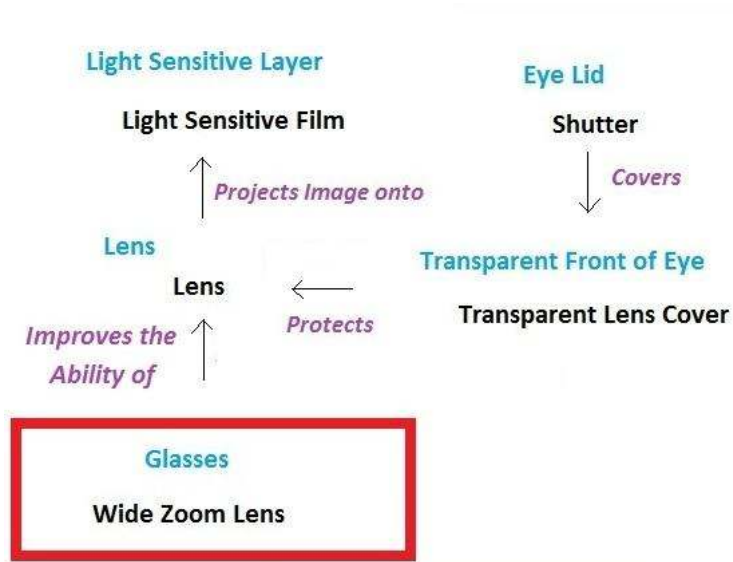 Light Sensitive Layer
Light Sensitive Film
Eye Lid
Shutter
Projects Image onto
Covers
Lens
Lens
Transparent Front of Eye
Transparent Lens Cover
Protects
Improves the
Ability of
Glasses
Wide Zoom Lens